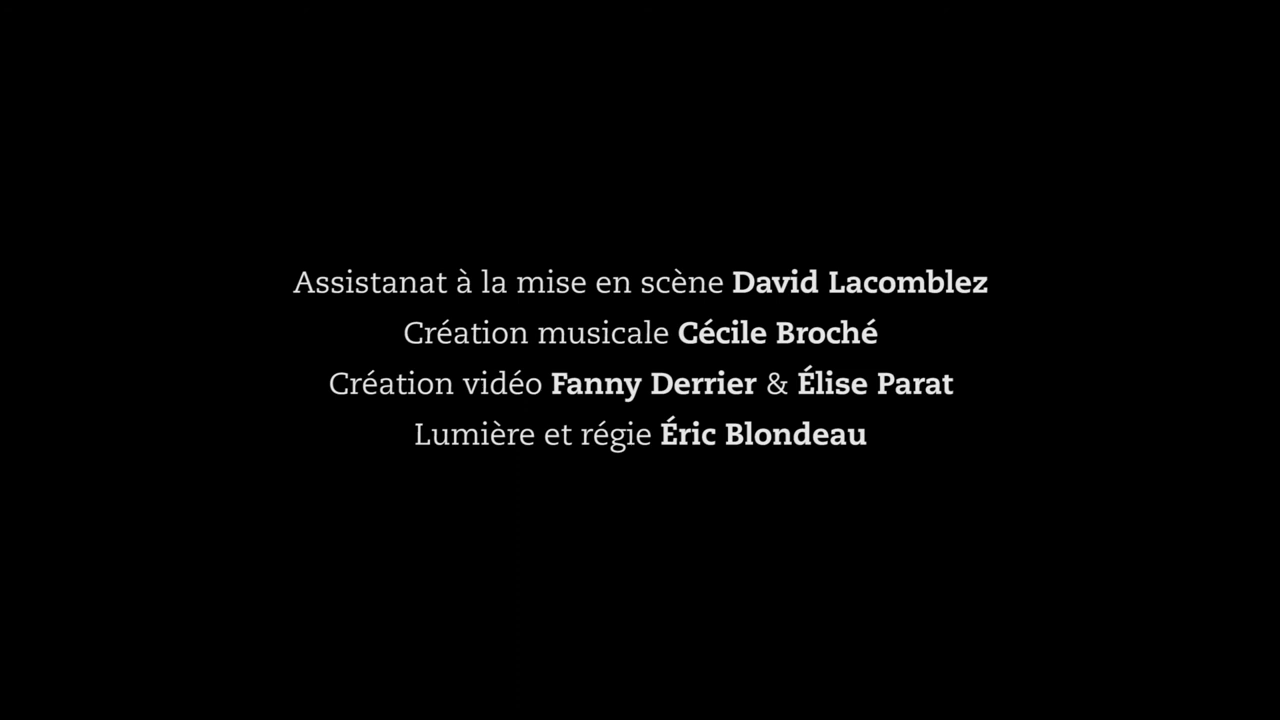 Assistanat à la mise en scène David Lacomblez
Création musicale Cécile Broché
Création vidéo Fanny Derrier & Élise Parat
Lumière et régie Éric Blondeau